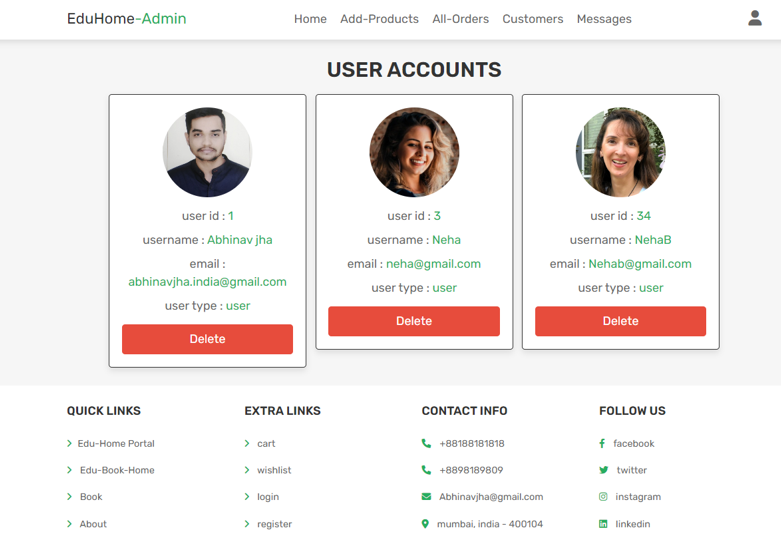 EduHome-Admin
Home Add-Products All-Orders Customers Messages
USER ACCOUNTS
user id : 1
username : Abhinav jha
email :
abhinavjha.india@gmail.com
user type : user
Delete
user id : 3
username : Neha
email : neha@gmail.com
user type : user
Delete
user id : 34
username : NehaB
email : Nehab@gmail.com
user type : user
Delete
QUICK LINKS
Edu-Home Portal
Edu-Book-Home
Book
About
EXTRA LINKS
cart
wishlist
login
register
CONTACT INFO
+88188181818
+8898189809
Abhinavjha@gmail.com
mumbai, india - 400104
FOLLOW US
facebook
twitter
instagram
linkedin